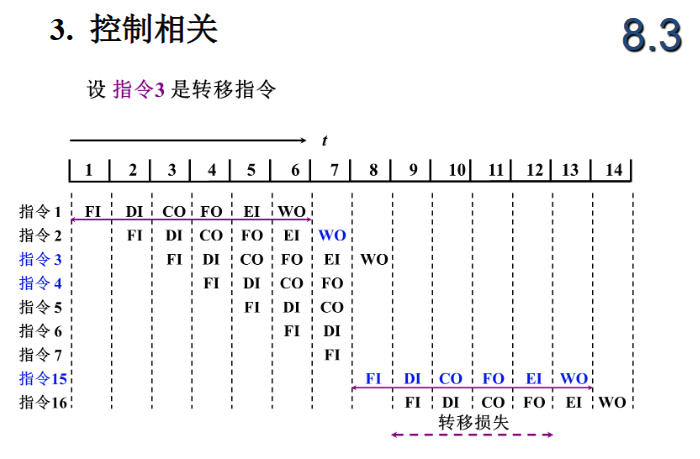 3. 控制相关
8.3
设 指令3 是转移指令
t
1 2 3 4 5 6 7 8 9 10 11 12 13 14
指令 1 FI DI CO FO EI WO
指令 2 FI DI CO FO EI WO
指令 3 FI DI CO FO EI WO
指令 4 FI DI CO FO
指令 5 FI DI CO
指令 6 FI DI
指令 7 FI
指令15 FI DI CO FO EI WO
指令16 FI DI CO FO EI WO
转移损失